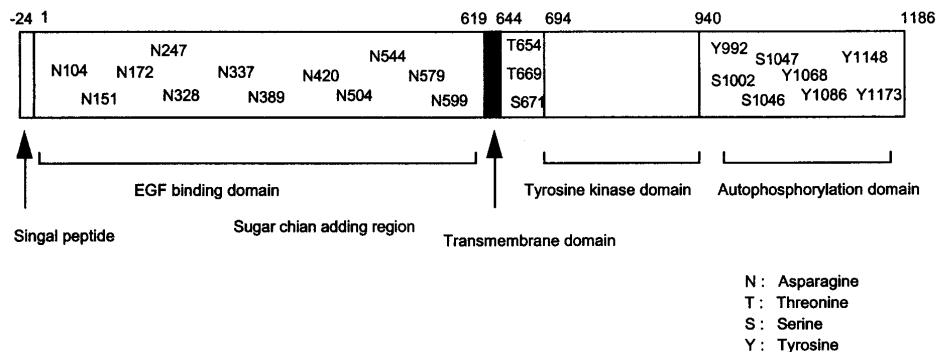 -24 1 619 644 694 940 1186
N247 N544 T654 Y992 S1047 Y1148
N104 N172 N337 N420 N579 T669 S1002 Y1068
N151 N328 N389 N504 N599 S671 S1046 Y1086 Y1173
EGF binding domain Tyrosine kinase domain Autophosphorylation domain
Singal peptide Sugar chian adding region Transmembrane domain
N : Asparagine
T : Threonine
S : Serine
Y : Tyrosine